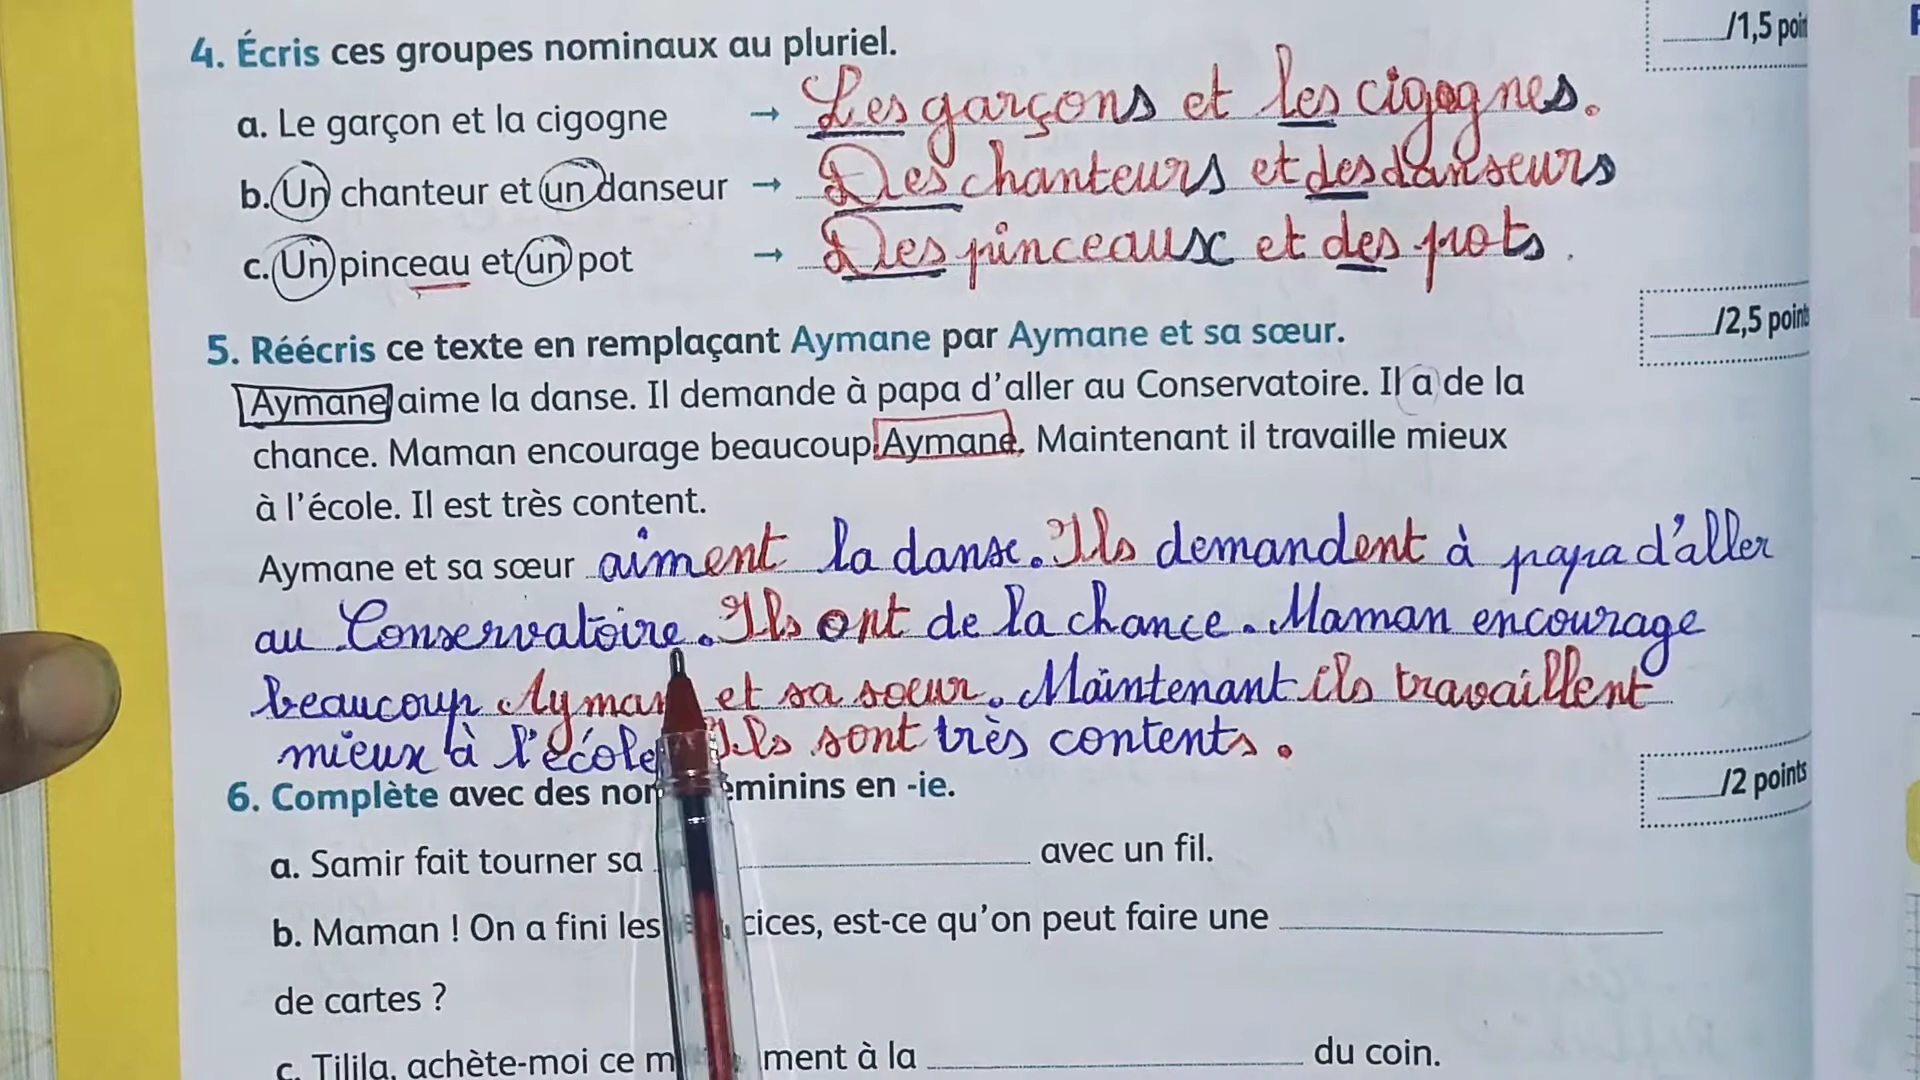 4. Écris ces groupes nominaux au pluriel.
/1,5 poin
a. Le garçon et la cigogne → Les garçons et les cigognes.
b. Un chanteur et un danseur → Des chanteurs et des danseurs
c. Un pinceau et un pot → Des pinceaux et des pots.
5. Réécris ce texte en remplaçant Aymane par Aymane et sa sœur.
/2,5 points
Aymane aime la danse. Il demande à papa d'aller au Conservatoire. Il a de la
chance. Maman encourage beaucoup Aymane. Maintenant il travaille mieux
à l'école. Il est très content.
Aymane et sa sœur aiment la danse. Ils demandent à papa d'aller
au Conservatoire. Ils ont de la chance. Maman encourage
beaucoup Ayman et sa sœur. Maintenant ils travaillent
mieux à l'école Ils sont très contents.
6. Complète avec des nom éminins en -ie.
/2 points
a. Samir fait tourner sa avec un fil.
b. Maman ! On a fini les cices, est-ce qu'on peut faire une
de cartes ?
c. Tilila, achète-moi ce m ment à la du coin.